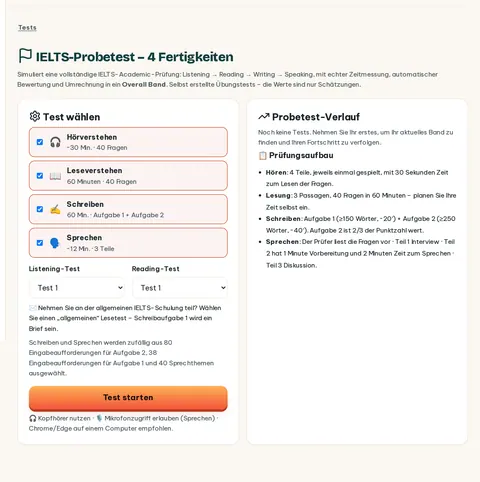 Tests
IELTS-Probetest – 4 Fertigkeiten
Simuliert eine vollständige IELTS-Academic-Prüfung: Listening → Reading → Writing → Speaking, mit echter Zeitmessung, automatischer
Bewertung und Umrechnung in ein Overall Band. Selbst erstellte Übungstests – die Werte sind nur Schätzungen.
Test wählen
Hörverstehen
~30 Min. · 40 Fragen
Leseverstehen
60 Minuten · 40 Fragen
Schreiben
60 Min. · Aufgabe 1 + Aufgabe 2
Sprechen
~12 Min. · 3 Teile
Listening-Test
Reading-Test
Test 1
Test 1
Nehmen Sie an der allgemeinen IELTS-Schulung teil? Wählen
Sie einen „allgemeinen“ Lesetest – Schreibaufgabe 1 wird ein
Brief sein.
Schreiben und Sprechen werden zufällig aus 80
Eingabeaufforderungen für Aufgabe 2, 38
Eingabeaufforderungen für Aufgabe 1 und 40 Sprechthemen
ausgewählt.
Test starten
🎧 Kopfhörer nutzen · 🎙️ Mikrofonzugriff erlauben (Sprechen) ·
Chrome/Edge auf einem Computer empfohlen.
Probetest-Verlauf
Noch keine Tests. Nehmen Sie Ihr erstes, um Ihr aktuelles Band zu
finden und Ihren Fortschritt zu verfolgen.
📋 Prüfungsaufbau
• Hören: 4 Teile, jeweils einmal gespielt, mit 30 Sekunden Zeit
zum Lesen der Fragen.
• Lesung: 3 Passagen, 40 Fragen in 60 Minuten – planen Sie Ihre
Zeit selbst ein.
• Schreiben: Aufgabe 1 (≥150 Wörter, ~20′) + Aufgabe 2 (≥250
Wörter, ~40′). Aufgabe 2 ist 2/3 der Punktzahl wert.
• Sprechen: Der Prüfer liest die Fragen vor · Teil 1 Interview · Teil
2 hat 1 Minute Vorbereitung und 2 Minuten Zeit zum Sprechen ·
Teil 3 Diskussion.